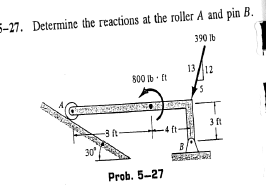 5-27. Determine the reactions at the roller A and pin B.
390 lb
800 lb · ft
13 12
5
A
3 ft
4 ft
3 ft
B
30°
Prob. 5-27